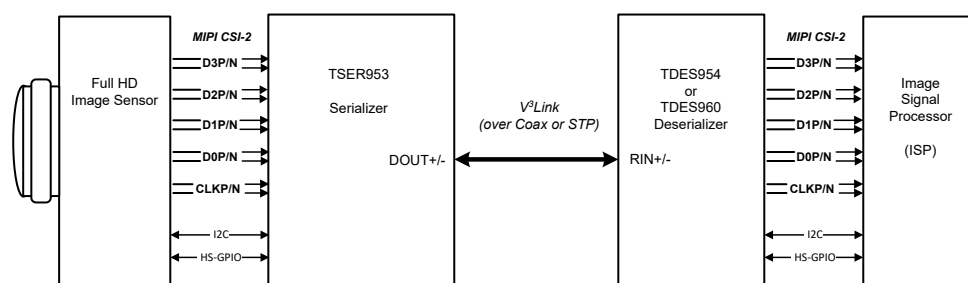 MIPI CSI-2
D3P/N
D2P/N
D1P/N
D0P/N
CLKP/N
I2C
HS-GPIO
Full HD
Image Sensor
TSER953
Serializer
DOUT+/-
V³Link
(over Coax or STP)
TDES954
or
TDES960
Deserializer
RIN+/-
MIPI CSI-2
D3P/N
D2P/N
D1P/N
D0P/N
CLKP/N
I2C
HS-GPIO
Image
Signal
Processor
(ISP)